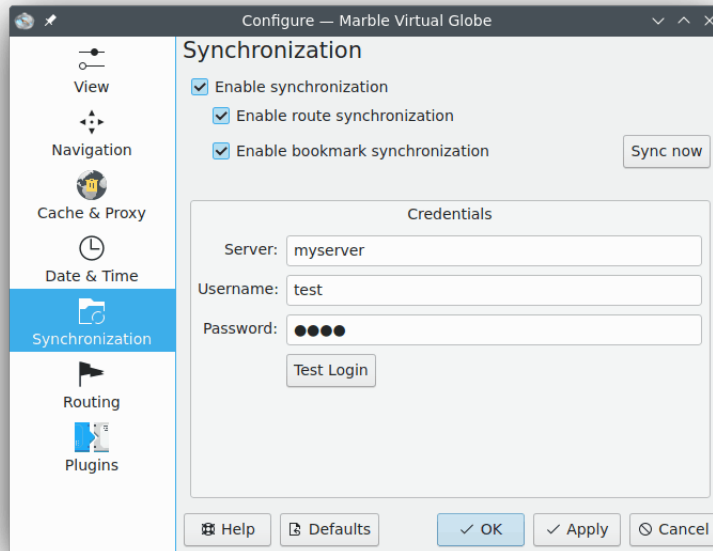 Configure — Marble Virtual Globe
View
Navigation
Cache & Proxy
Date & Time
Synchronization
Routing
Plugins
Synchronization
Enable synchronization
Enable route synchronization
Enable bookmark synchronization
Sync now
Credentials
Server: myserver
Username: test
Password: ●●●●
Test Login
Help
Defaults
OK
Apply
Cancel